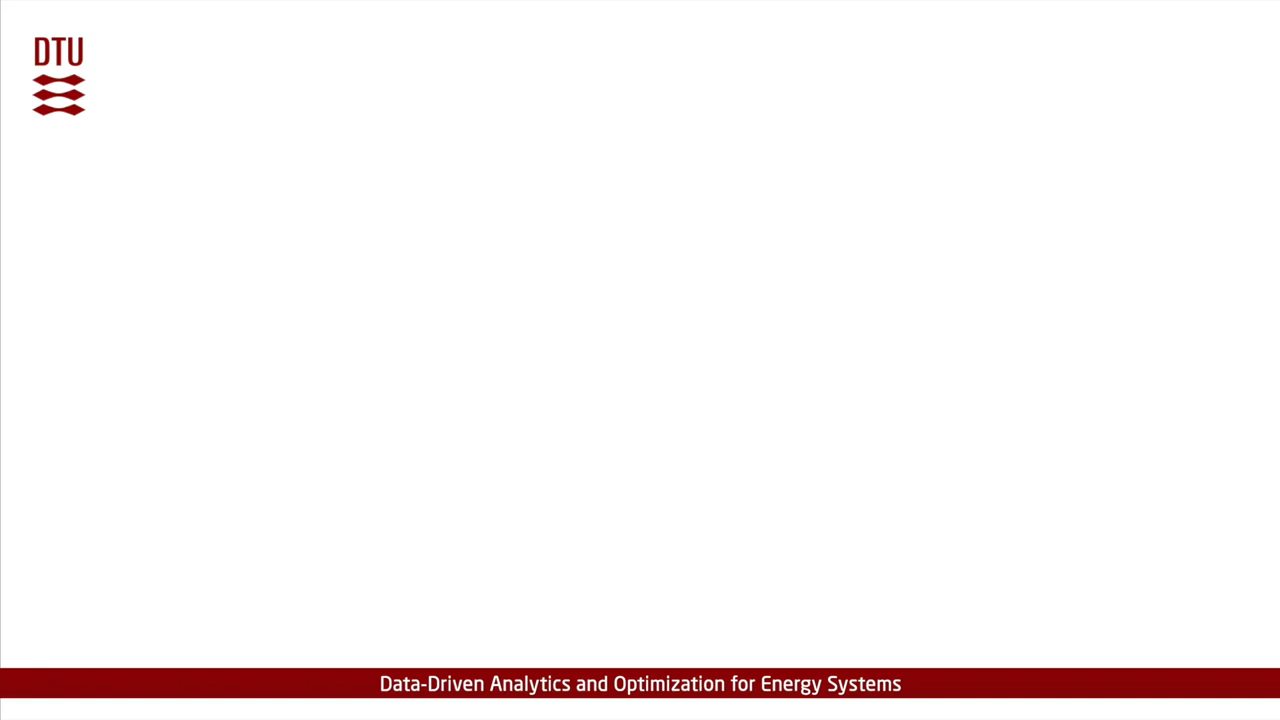 DTU
Data-Driven Analytics and Optimization for Energy Systems